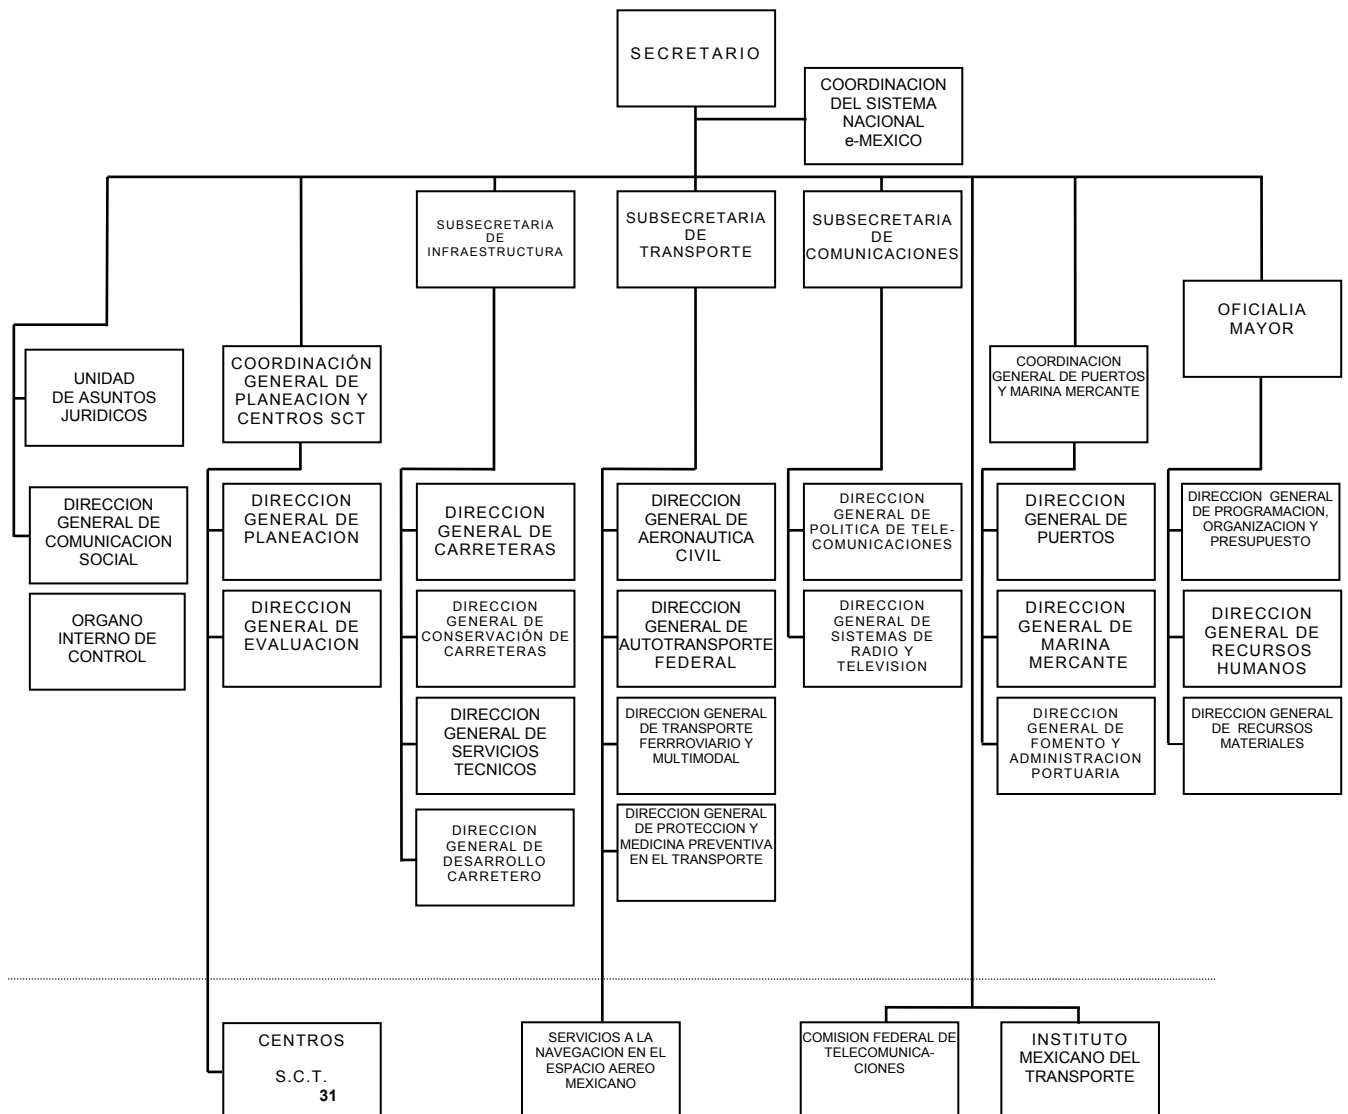 SECRETARIO
COORDINACION
DEL SISTEMA
NACIONAL
e-MEXICO
SUBSECRETARIA
DE
INFRAESTRUCTURA
SUBSECRETARIA
DE
TRANSPORTE
SUBSECRETARIA
DE
COMUNICACIONES
OFICIALIA
MAYOR
UNIDAD
DE ASUNTOS
JURIDICOS
COORDINACIÓN
GENERAL DE
PLANEACION Y
CENTROS SCT
COORDINACION
GENERAL DE PUERTOS
Y MARINA MERCANTE
DIRECCION
GENERAL DE
COMUNICACION
SOCIAL
DIRECCION
GENERAL DE
PLANEACION
DIRECCION
GENERAL DE
CARRETERAS
DIRECCION
GENERAL DE
AERONAUTICA
CIVIL
DIRECCION
GENERAL DE
POLITICA DE TELE-
COMUNICACIONES
DIRECCION
GENERAL DE
PUERTOS
DIRECCION GENERAL
DE PROGRAMACION,
ORGANIZACION Y
PRESUPUESTO
ORGANO
INTERNO DE
CONTROL
DIRECCION
GENERAL DE
EVALUACION
DIRECCION
GENERAL DE
CONSERVACIÓN DE
CARRETERAS
DIRECCION
GENERAL DE
AUTOTRANSPORTE
FEDERAL
DIRECCION
GENERAL DE
SISTEMAS DE
RADIO Y
TELEVISION
DIRECCION
GENERAL DE
MARINA
MERCANTE
DIRECCION
GENERAL DE
RECURSOS
HUMANOS
DIRECCION
GENERAL DE
SERVICIOS
TECNICOS
DIRECCION GENERAL
DE TRANSPORTE
FERRROVIARIO Y
MULTIMODAL
DIRECCION
GENERAL DE
FOMENTO Y
ADMINISTRACION
PORTUARIA
DIRECCION GENERAL
DE RECURSOS
MATERIALES
DIRECCION
GENERAL DE
DESARROLLO
CARRETERO
DIRECCION GENERAL
DE PROTECCION Y
MEDICINA PREVENTIVA
EN EL TRANSPORTE
CENTROS
S.C.T.
31
SERVICIOS A LA
NAVEGACION EN EL
ESPACIO AEREO
MEXICANO
COMISION FEDERAL DE
TELECOMUNICA-
CIONES
INSTITUTO
MEXICANO DEL
TRANSPORTE